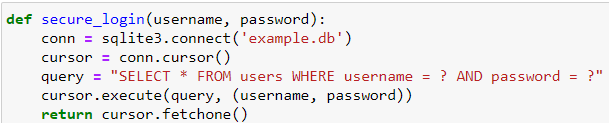 def secure_login(username, password):
    conn = sqlite3.connect('example.db')
    cursor = conn.cursor()
    query = "SELECT * FROM users WHERE username = ? AND password = ?"
    cursor.execute(query, (username, password))
    return cursor.fetchone()